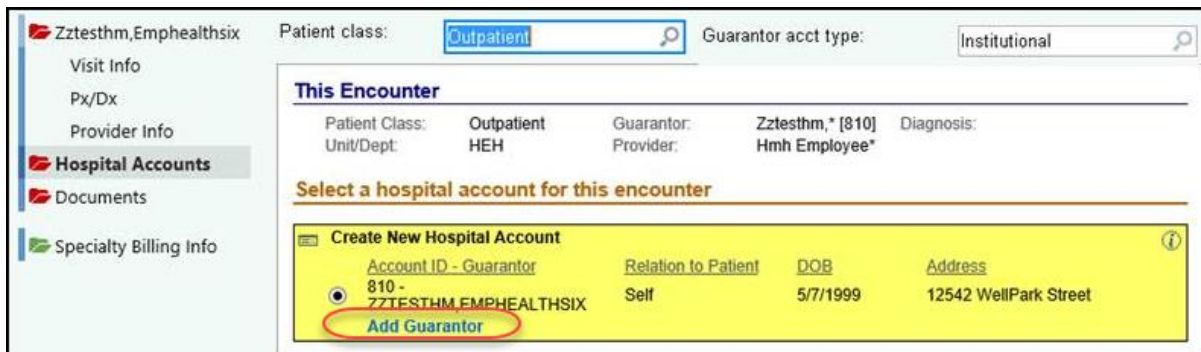 Zztesthm,Emphealthsix
Visit Info
Px/Dx
Provider Info
Hospital Accounts
Documents
Specialty Billing Info
Patient class: Outpatient Guarantor acct type: Institutional
This Encounter
Patient Class: Outpatient Guarantor: Zztesthm,* [810] Diagnosis:
Unit/Dept: HEH Provider: Hmh Employee*
Select a hospital account for this encounter
Create New Hospital Account
Account ID - Guarantor Relation to Patient DOB Address
810 -
ZZTESTHM,EMPHEALTHSIX Self 5/7/1999 12542 WellPark Street
Add Guarantor